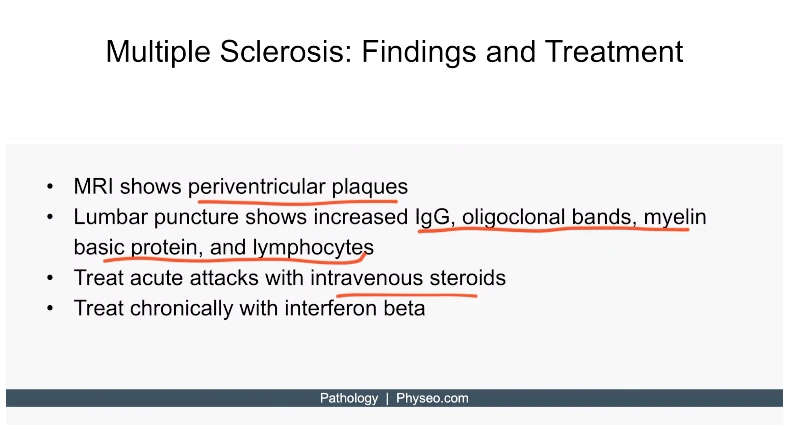 Multiple Sclerosis: Findings and Treatment
• MRI shows periventricular plaques
• Lumbar puncture shows increased IgG, oligoclonal bands, myelin
basic protein, and lymphocytes
• Treat acute attacks with intravenous steroids
• Treat chronically with interferon beta
Pathology | Physeo.com